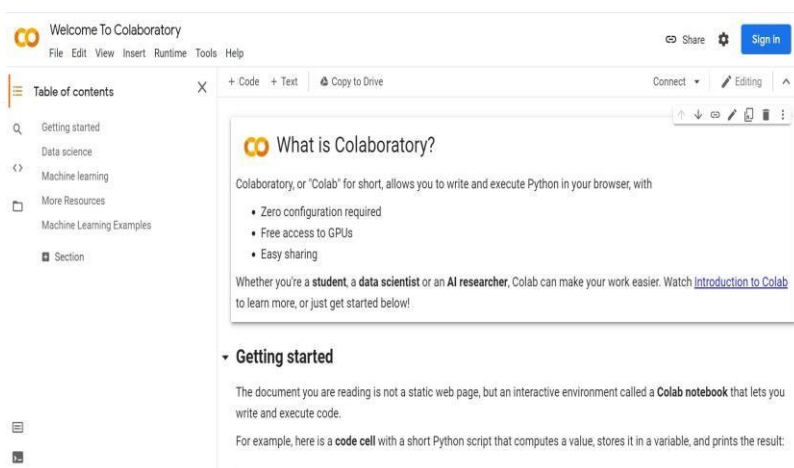 Welcome To Colaboratory
File Edit View Insert Runtime Tools Help
Share
Sign in
Table of contents
Getting started
Data science
Machine learning
More Resources
Machine Learning Examples
Section
+ Code + Text Copy to Drive
Connect Editing
What is Colaboratory?
Colaboratory, or "Colab" for short, allows you to write and execute Python in your browser, with
• Zero configuration required
• Free access to GPUs
• Easy sharing
Whether you're a student, a data scientist or an AI researcher, Colab can make your work easier. Watch Introduction to Colab
to learn more, or just get started below!
Getting started
The document you are reading is not a static web page, but an interactive environment called a Colab notebook that lets you
write and execute code.
For example, here is a code cell with a short Python script that computes a value, stores it in a variable, and prints the result: